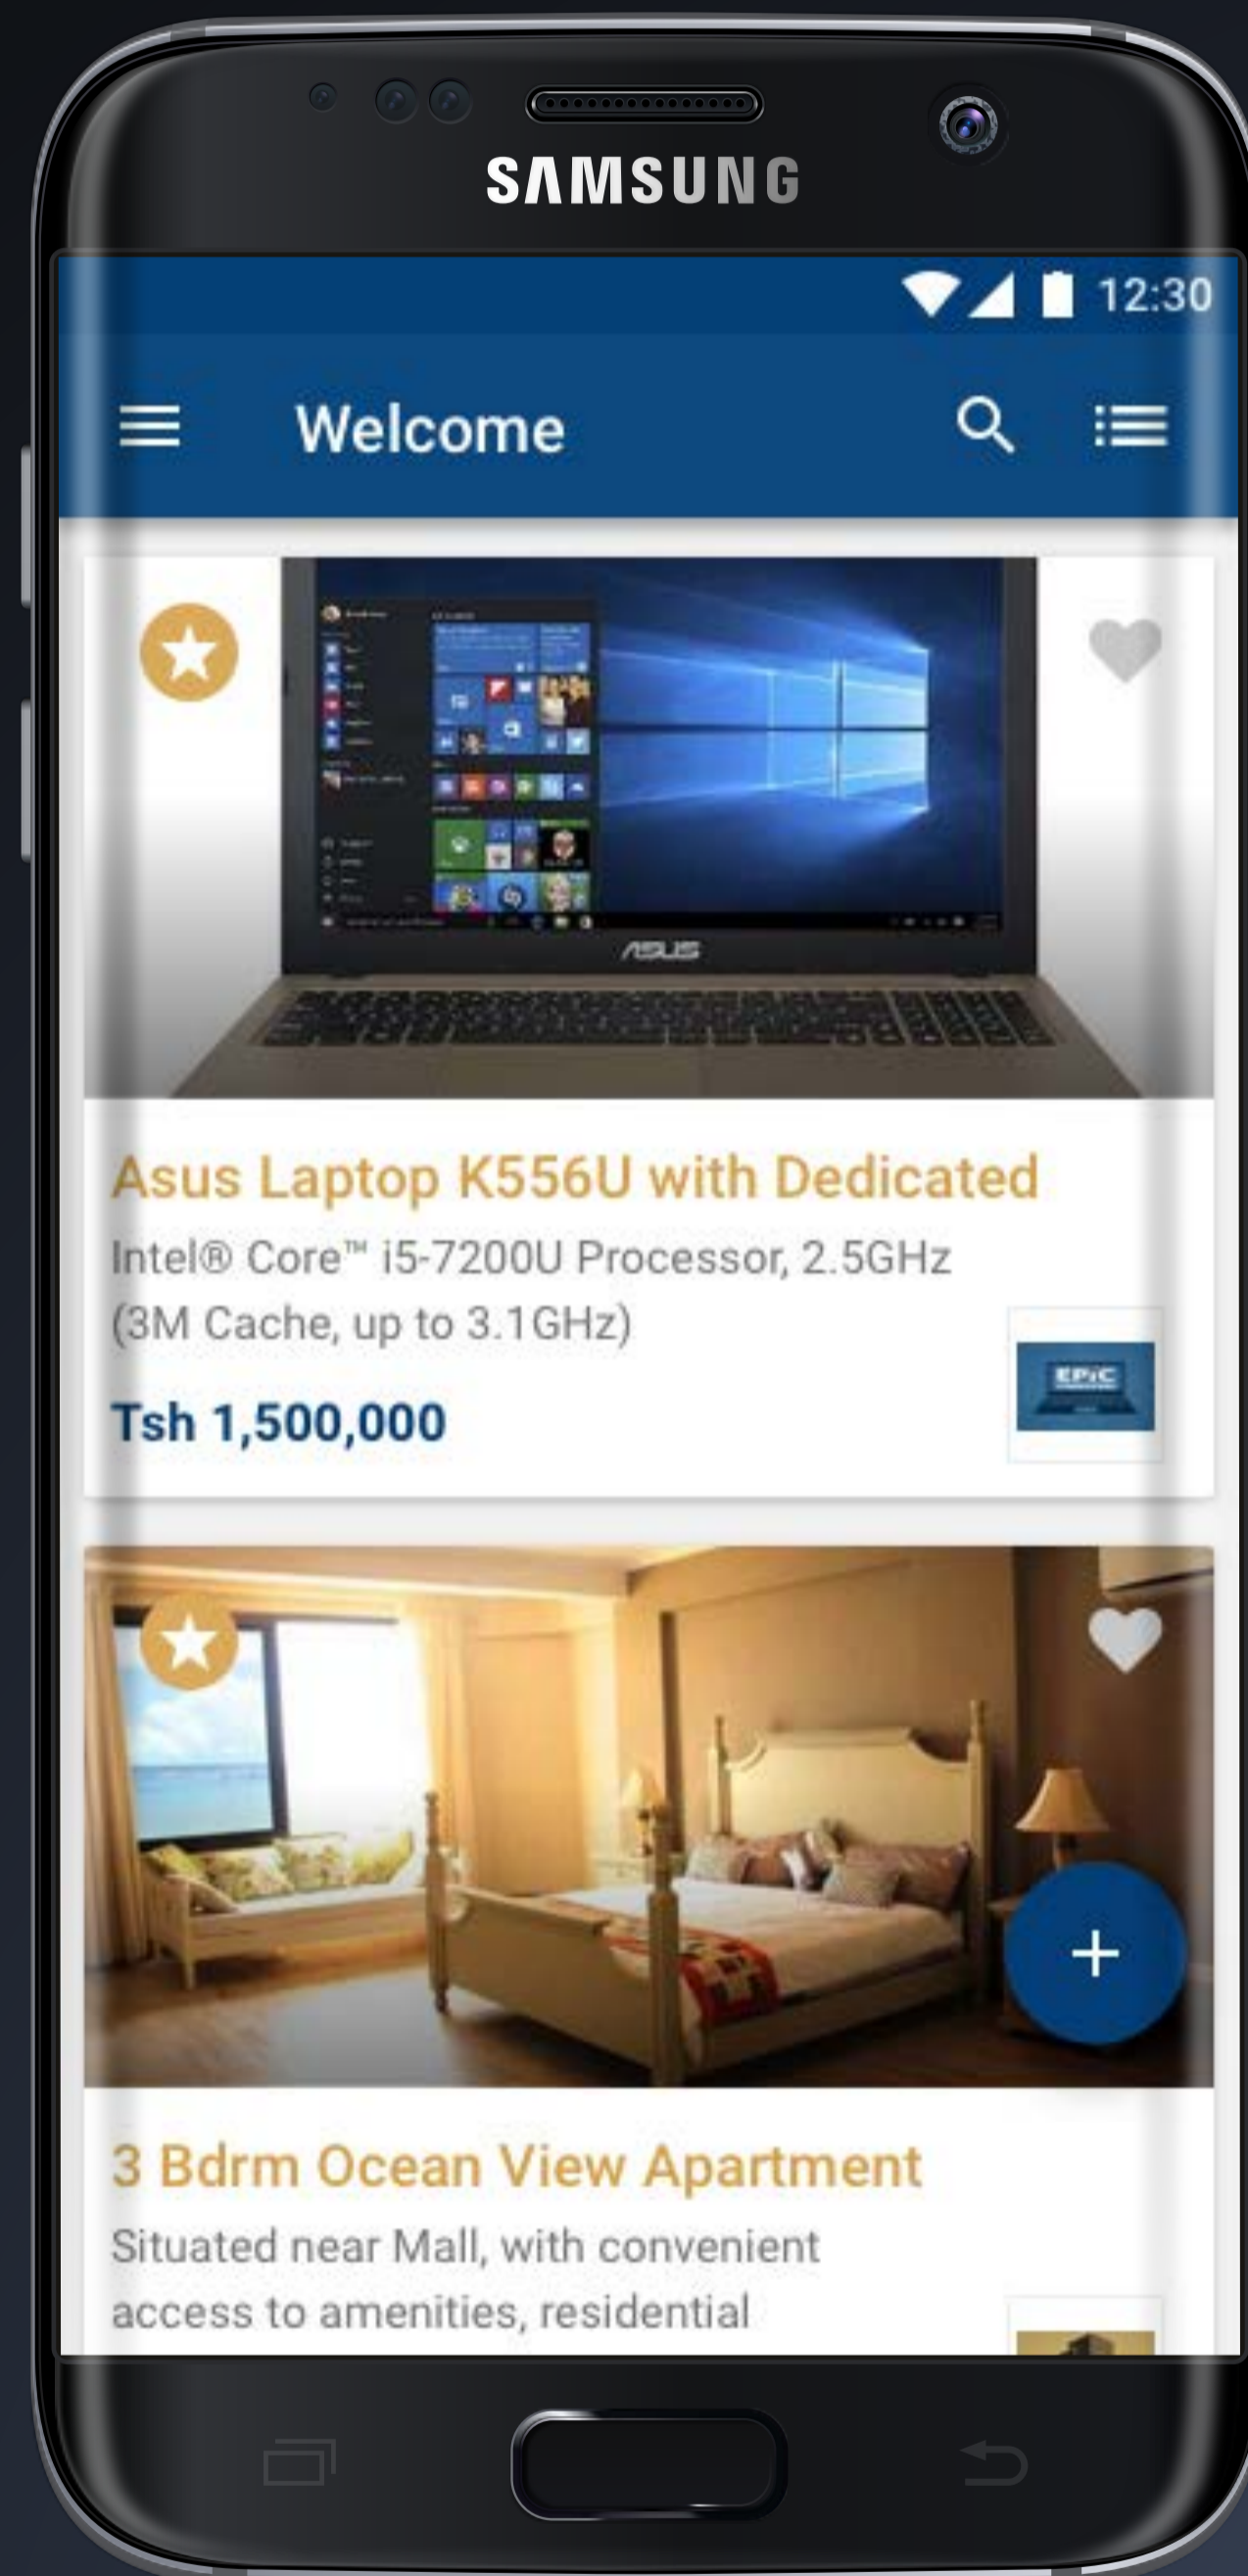 SAMSUNG
12:30
Welcome
ASUS
Asus Laptop K556U with Dedicated
Intel® Core™ i5-7200U Processor, 2.5GHz
(3M Cache, up to 3.1GHz)
EPiC
Tsh 1,500,000
3 Bdrm Ocean View Apartment
Situated near Mall, with convenient
access to amenities, residential